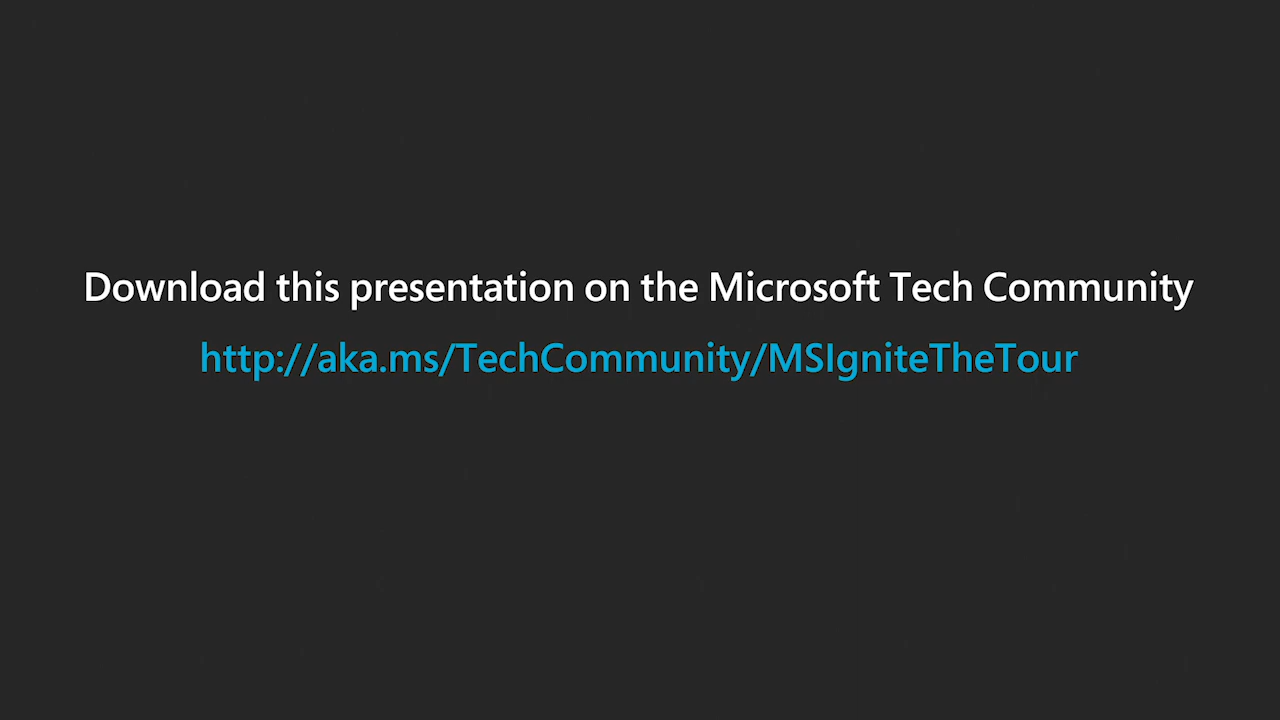 Download this presentation on the Microsoft Tech Community
http://aka.ms/TechCommunity/MSIgniteTheTour